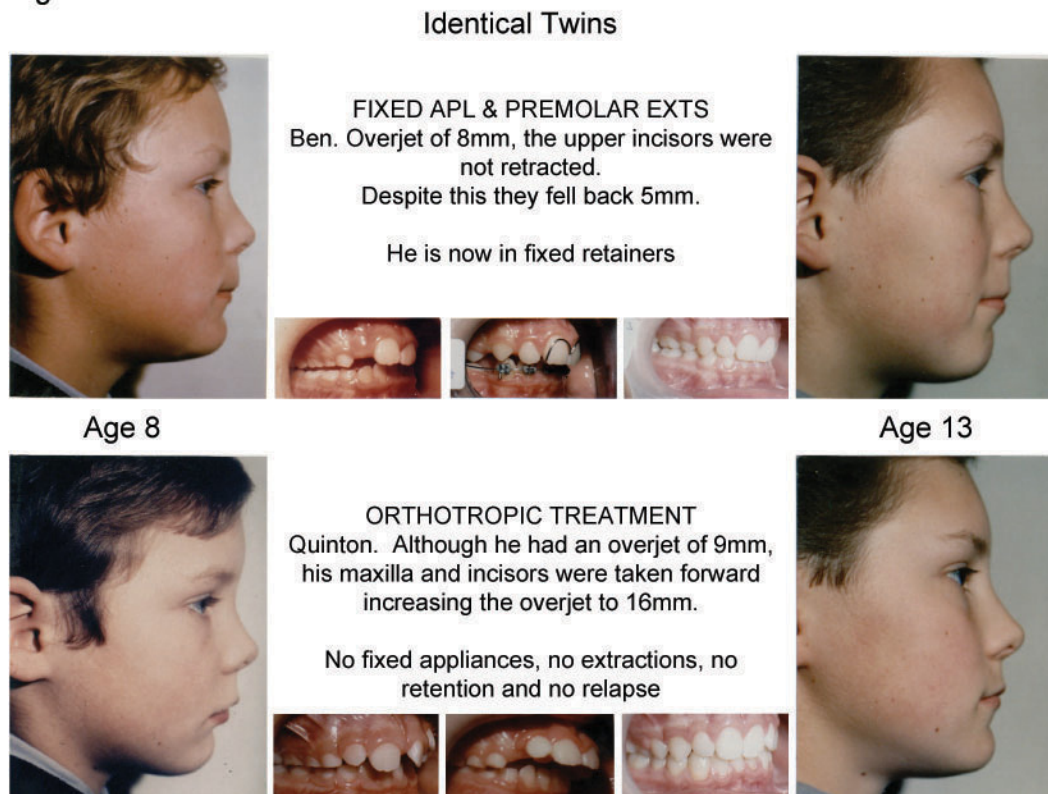 Identical Twins
FIXED APL & PREMOLAR EXTS
Ben. Overjet of 8mm, the upper incisors were
not retracted.
Despite this they fell back 5mm.
He is now in fixed retainers
Age 8
Age 13
ORTHOTROPIC TREATMENT
Quinton. Although he had an overjet of 9mm,
his maxilla and incisors were taken forward
increasing the overjet to 16mm.
No fixed appliances, no extractions, no
retention and no relapse